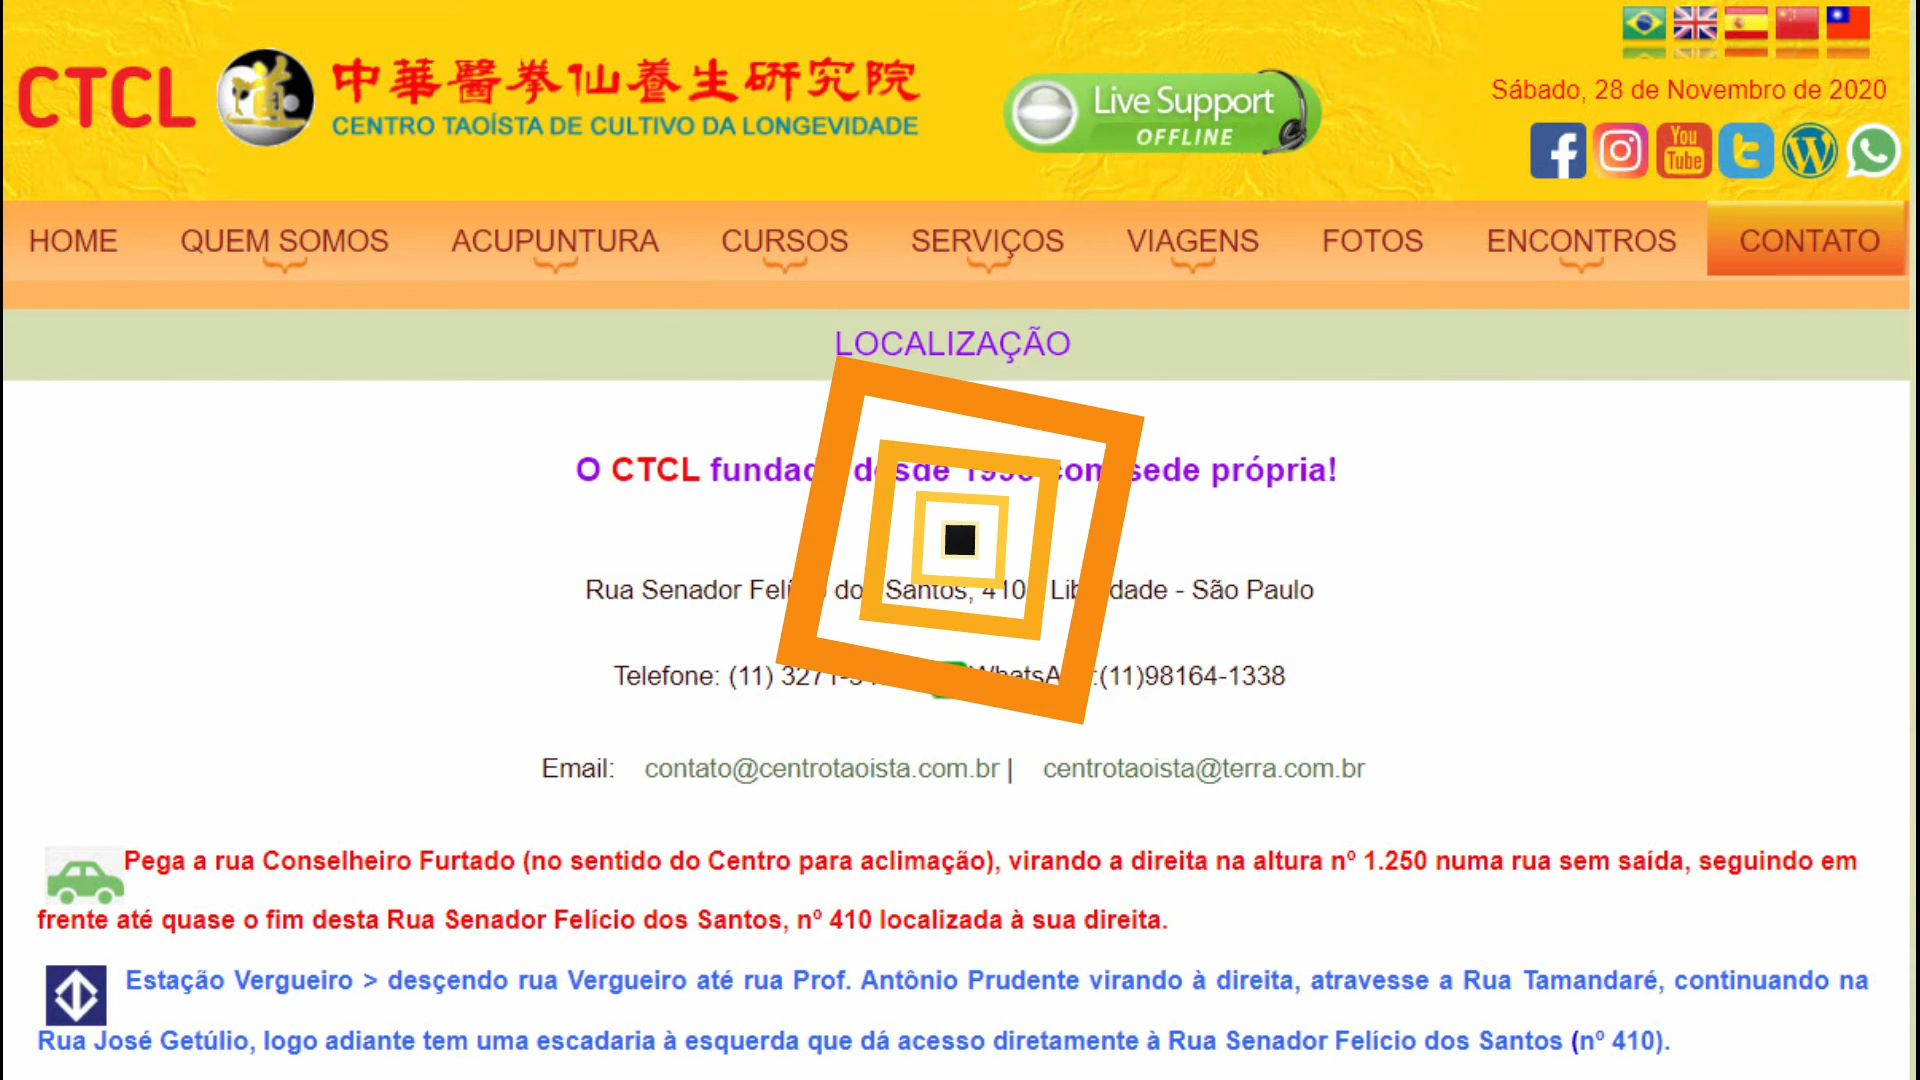 CTCL 中華醫拳仙養生研究院
CENTRO TAOÍSTA DE CULTIVO DA LONGEVIDADE
Live Support
OFFLINE
Sábado, 28 de Novembro de 2020
You
Tube
HOME QUEM SOMOS ACUPUNTURA CURSOS SERVIÇOS VIAGENS FOTOS ENCONTROS CONTATO
LOCALIZAÇÃO
O CTCL desde com sede própria!
Rua Senador dos Santos, 410 - São Paulo
Telefone: (11) WhatsApp:(11)98164-1338
Email: contato@centrotaoista.com.br | centrotaoista@terra.com.br
Pega a rua Conselheiro Furtado (no sentido do Centro para aclimação), virando a direita na altura nº 1.250 numa rua sem saída, seguindo em
frente até quase o fim desta Rua Senador Felício dos Santos, nº 410 localizada à sua direita.
Estação Vergueiro > desçendo rua Vergueiro até rua Prof. Antônio Prudente virando à direita, atravesse a Rua Tamandaré, continuando na
Rua José Getúlio, logo adiante tem uma escadaria à esquerda que dá acesso diretamente à Rua Senador Felício dos Santos (nº 410).